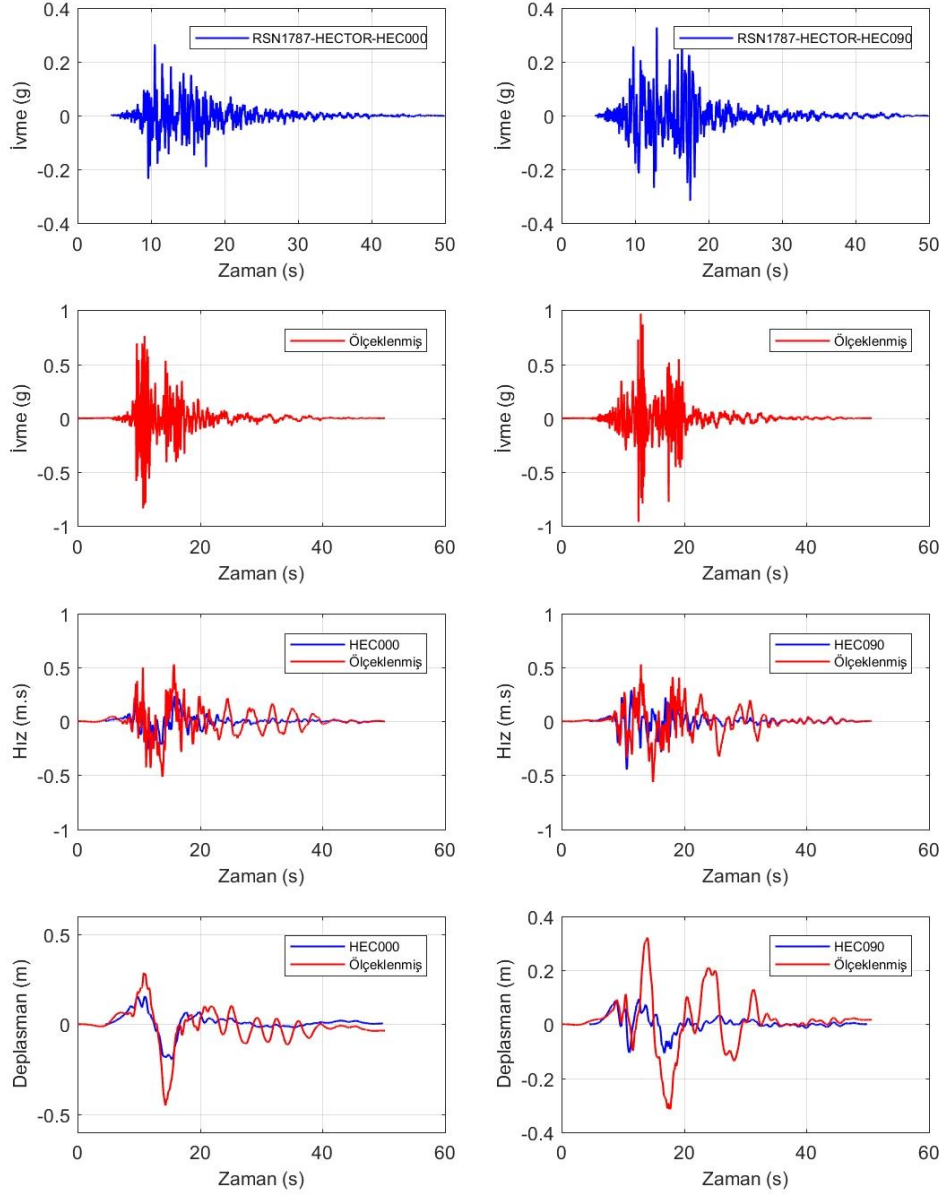 0.4
0.2
0
-0.2
-0.4
İvme (g)
RSN1787-HECTOR-HEC000
0 10 20 30 40 50
Zaman (s)
0.4
0.2
0
-0.2
-0.4
İvme (g)
RSN1787-HECTOR-HEC090
0 10 20 30 40 50
Zaman (s)
1
0.5
0
-0.5
-1
İvme (g)
Ölçeklenmiş
0 20 40 60
Zaman (s)
1
0.5
0
-0.5
-1
İvme (g)
Ölçeklenmiş
0 20 40 60
Zaman (s)
1
0.5
0
-0.5
-1
Hız (m.s)
HEC000
Ölçeklenmiş
0 20 40 60
Zaman (s)
1
0.5
0
-0.5
-1
Hız (m.s)
HEC090
Ölçeklenmiş
0 20 40 60
Zaman (s)
0.5
0
-0.5
Deplasman (m)
HEC000
Ölçeklenmiş
0 20 40 60
Zaman (s)
0.4
0.2
0
-0.2
-0.4
Deplasman (m)
HEC090
Ölçeklenmiş
0 20 40 60
Zaman (s)